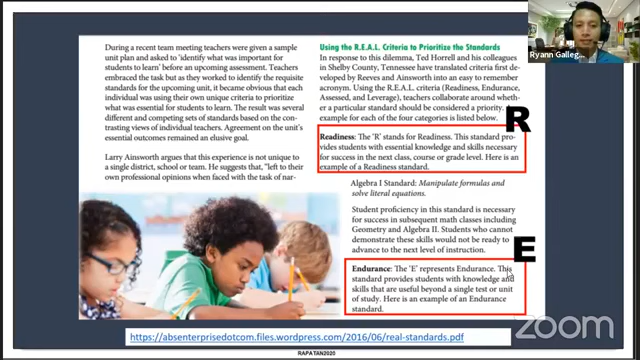 During a recent team meeting teachers were given a sample
unit plan and asked to 'identify what was important for
students to learn' before an upcoming assessment. Teachers
embraced the task but as they worked to identify the requisite
standards for the upcoming unit, it became obvious that each
individual was using their own unique criteria to prioritize
what was essential for students to learn. The result was several
different and competing sets of standards based on the con-
trasting views of individual teachers. Agreement on the unit's
essential outcomes remained an elusive goal.
Larry Ainsworth argues that this experience is not unique to
a single district, school or team. He suggests that, "left to
their own professional opinions when faced with the task of nar-
Using the R.E.A.L. Criteria to Prioritize the Standards
In response to this dilemma, Ted Horrell and his colleagues
in Shelby County, Tennessee have translated criteria first de-
veloped by Reeves and Ainsworth into an easy to remember
acronym. Using the R.E.A.L. criteria (Readiness, Endurance,
Assessed, and Leverage), teachers collaborate around wheth-
er a particular standard should be considered a priority.
example for each of the four categories is listed below.
R
Readiness: The 'R' stands for Readiness. This standard pro-
vides students with essential knowledge and skills necessary
for success in the next class, course or grade level. Here is an
example of a Readiness standard.
Algebra I Standard: Manipulate formulas and
solve literal equations.
Student proficiency in this standard is necessary
for success in subsequent math classes including
Geometry and Algebra II. Students who cannot
demonstrate these skills would not be ready to
advance to the next level of instruction.
E
Endurance: The 'E' represents Endurance. This
standard provides students with knowledge and
skills that are useful beyond a single test or unit
of study. Here is an example of an Endurance
standard.
https://absenterprisedotcom.files.wordpress.com/2016/06/real-standards.pdf
RAPATAN2020
Ryann Galleg...
zoom